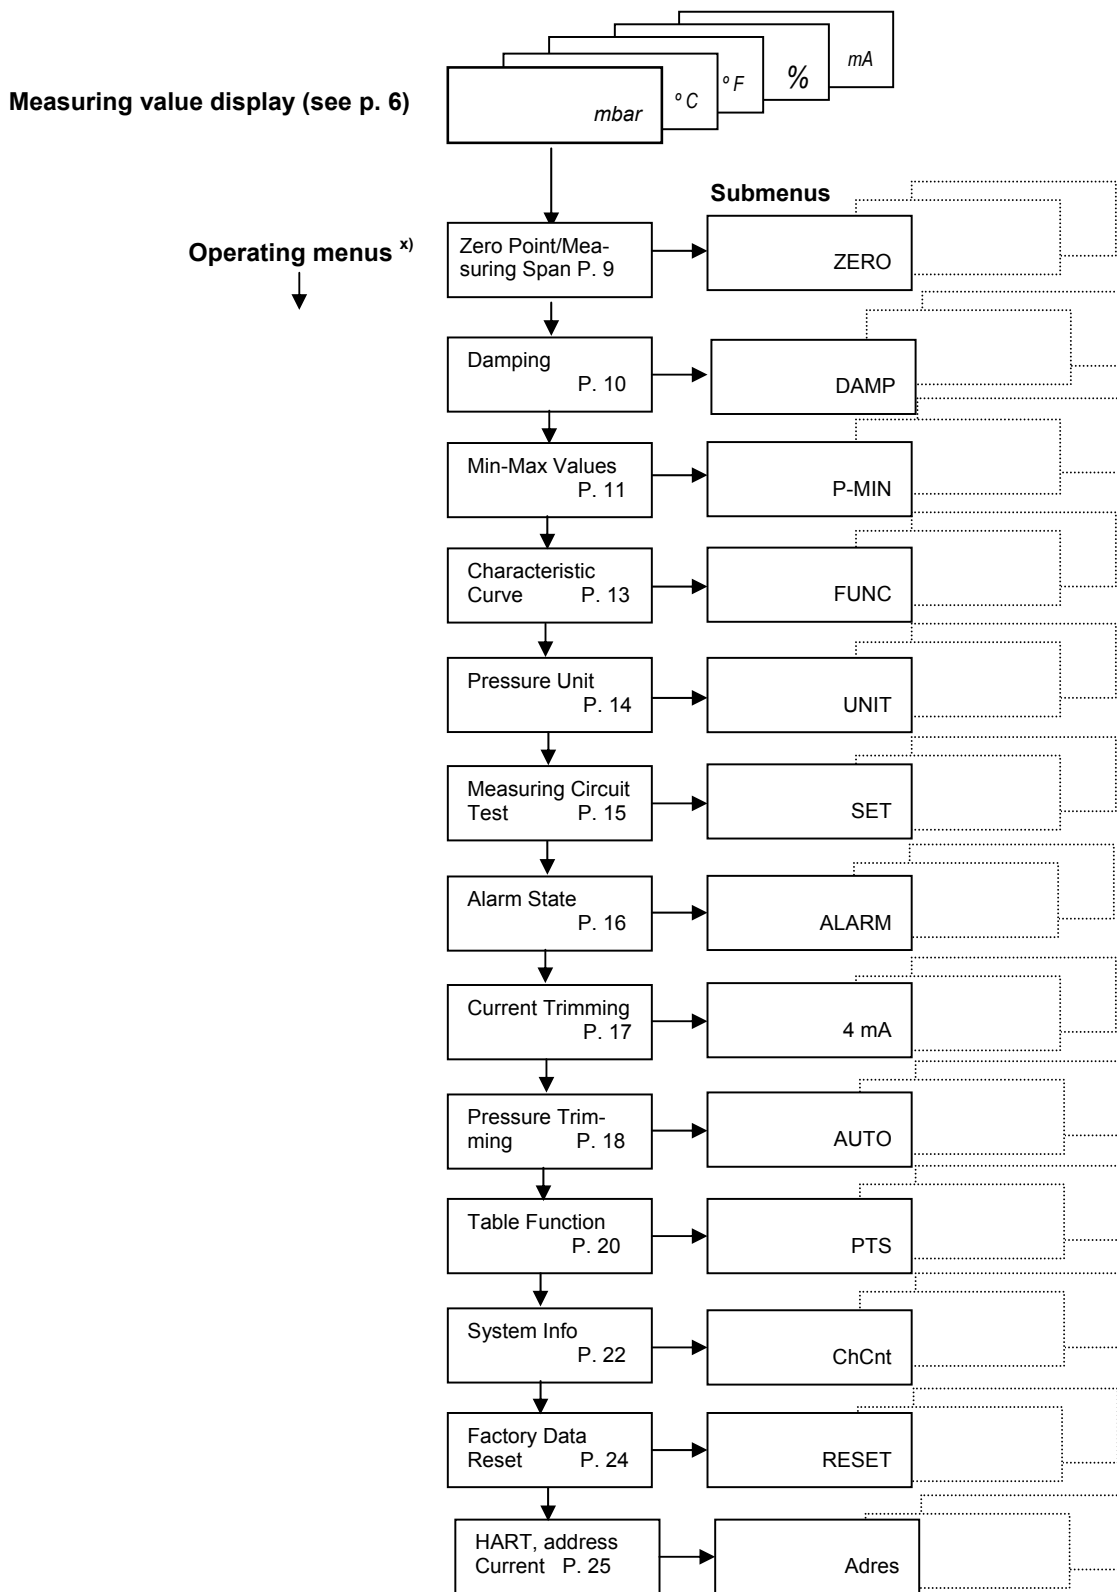 mA
%
º F
º C
mbar
Measuring value display (see p. 6)
Submenus
Operating menus x)
Zero Point/Mea-
suring Span P. 9
ZERO
Damping
P. 10
DAMP
Min-Max Values
P. 11
P-MIN
Characteristic
Curve P. 13
FUNC
Pressure Unit
P. 14
UNIT
Measuring Circuit
Test P. 15
SET
Alarm State
P. 16
ALARM
Current Trimming
P. 17
4 mA
Pressure Trim-
ming P. 18
AUTO
Table Function
P. 20
PTS
System Info
P. 22
ChCnt
Factory Data
Reset P. 24
RESET
HART, address
Current P. 25
Adres